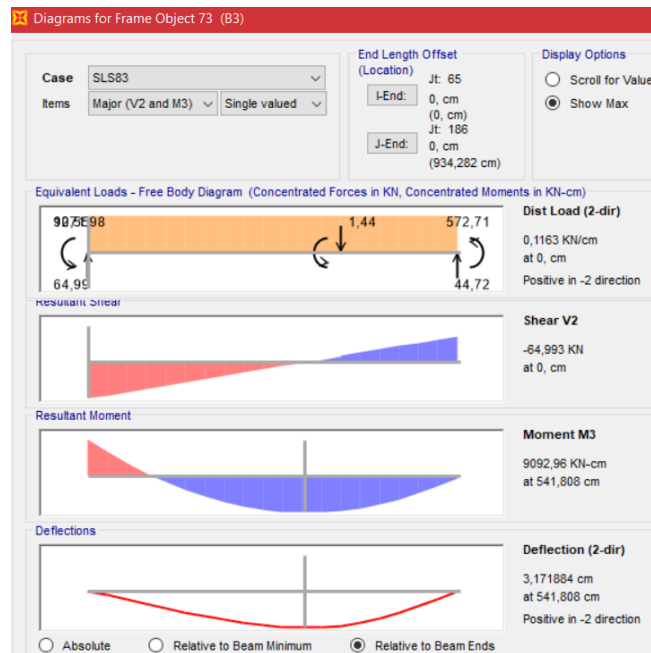 Diagrams for Frame Object 73 (B3)
Case SLS83
Items Major (V2 and M3) Single valued
End Length Offset
(Location)
Jt: 65
I-End: 0, cm
(0, cm)
Jt: 186
J-End: 0, cm
(934,282 cm)
Display Options
Scroll for Value
Show Max
Equivalent Loads - Free Body Diagram (Concentrated Forces in KN, Concentrated Moments in KN-cm)
1,44 572,71
64,99 44,72
Dist Load (2-dir)
0,1163 KN/cm
at 0, cm
Positive in -2 direction
Resultant Shear
Shear V2
-64,993 KN
at 0, cm
Resultant Moment
Moment M3
9092,96 KN-cm
at 541,808 cm
Deflections
Deflection (2-dir)
3,171884 cm
at 541,808 cm
Positive in -2 direction
Absolute Relative to Beam Minimum Relative to Beam Ends